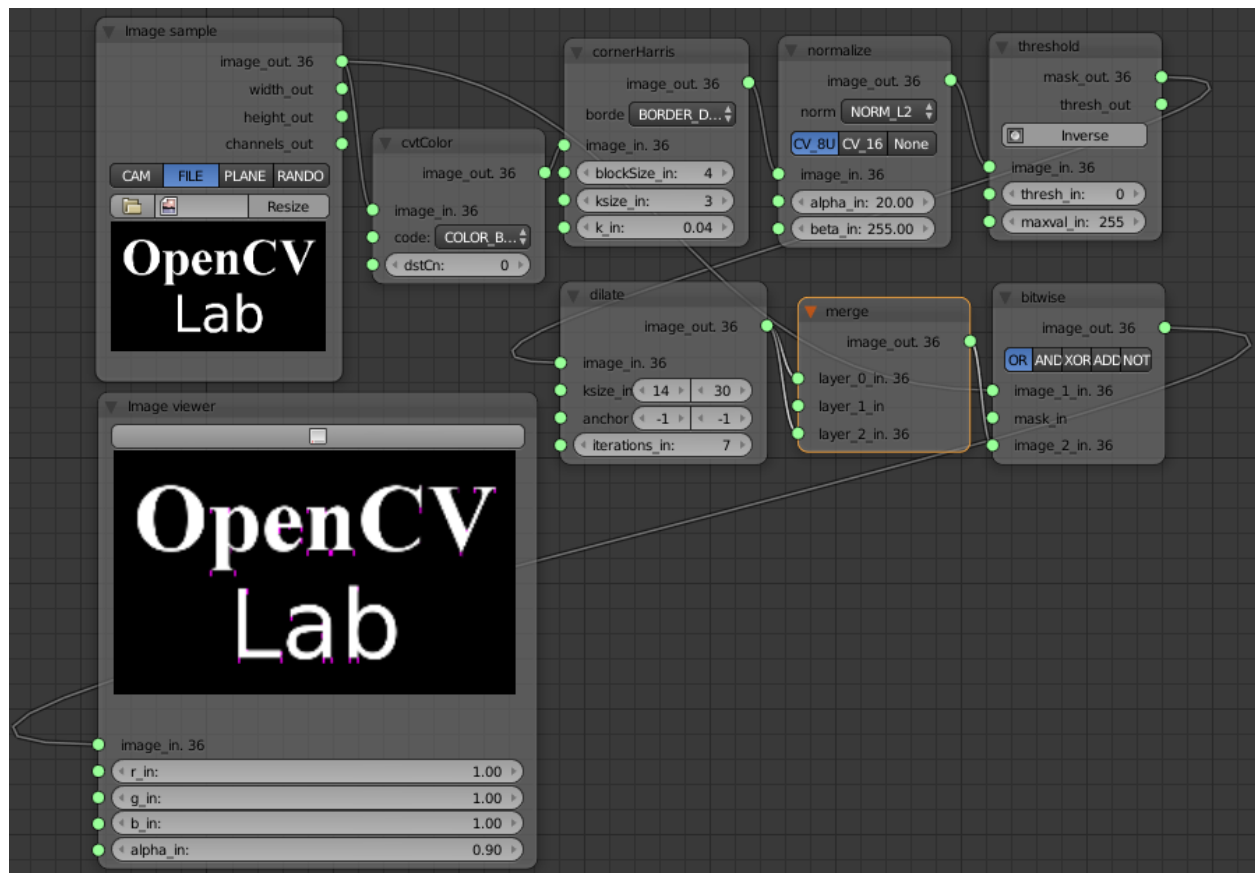 Image sample
image_out. 36
width_out
height_out
channels_out
CAM FILE PLANE RANDO
Resize
OpenCV
Lab
cvtColor
image_out. 36
image_in. 36
code: COLOR_B...
dstCn: 0
cornerHarris
image_out. 36
borde BORDER_D...
image_in. 36
blockSize_in: 4
ksize_in: 3
k_in: 0.04
normalize
image_out. 36
norm NORM_L2
CV_8U CV_16 None
image_in. 36
alpha_in: 20.00
beta_in: 255.00
threshold
mask_out. 36
thresh_out
Inverse
image_in. 36
thresh_in: 0
maxval_in: 255
dilate
image_out. 36
image_in. 36
ksize_in 14 30
anchor -1 -1
iterations_in: 7
merge
image_out. 36
layer_0_in. 36
layer_1_in
layer_2_in. 36
bitwise
image_out. 36
OR AND XOR ADD NOT
image_1_in. 36
mask_in
image_2_in. 36
Image viewer
OpenCV
Lab
image_in. 36
r_in: 1.00
g_in: 1.00
b_in: 1.00
alpha_in: 0.90